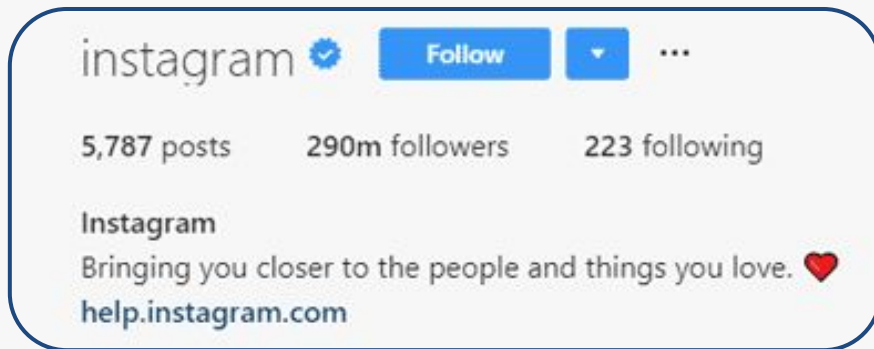 instagram Follow ...
5,787 posts 290m followers 223 following
Instagram
Bringing you closer to the people and things you love. ❤️
help.instagram.com